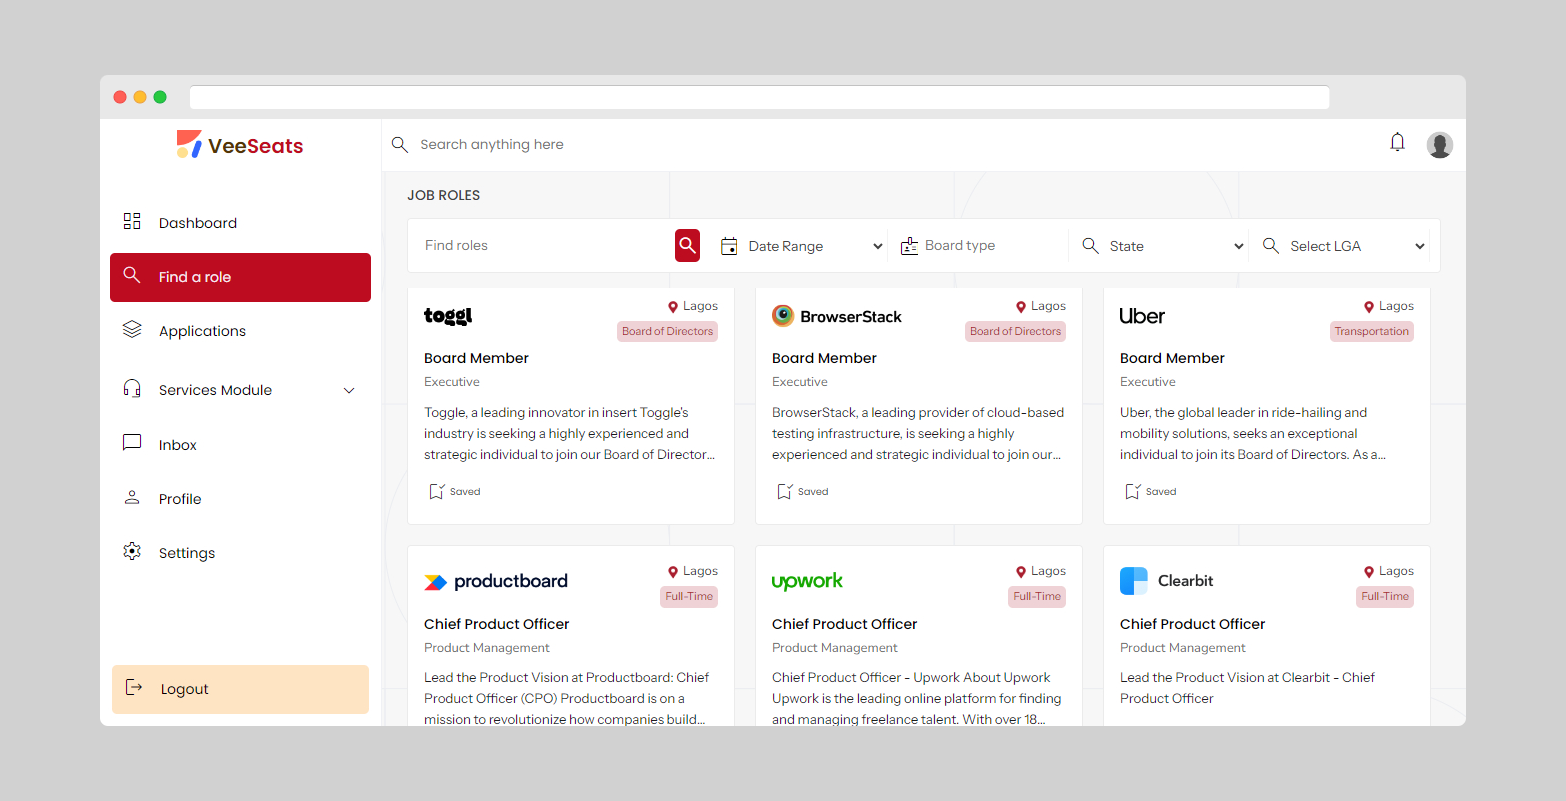 VeeSeats
Search anything here
Dashboard
Find a role
Applications
Services Module
Inbox
Profile
Settings
Logout
JOB ROLES
Find roles
Date Range
Board type
State
Select LGA
toggl
Lagos
Board of Directors
Board Member
Executive
Toggle, a leading innovator in insert Toggle's
industry is seeking a highly experienced and
strategic individual to join our Board of Director...
Saved
BrowserStack
Lagos
Board of Directors
Board Member
Executive
BrowserStack, a leading provider of cloud-based
testing infrastructure, is seeking a highly
experienced and strategic individual to join our...
Saved
Uber
Lagos
Transportation
Board Member
Executive
Uber, the global leader in ride-hailing and
mobility solutions, seeks an exceptional
individual to join its Board of Directors. As a...
Saved
productboard
Lagos
Full-Time
Chief Product Officer
Product Management
Lead the Product Vision at Productboard: Chief
Product Officer (CPO) Productboard is on a
mission to revolutionize how companies build...
upwork
Lagos
Full-Time
Chief Product Officer
Product Management
Chief Product Officer - Upwork About Upwork
Upwork is the leading online platform for finding
and managing freelance talent. With over 18...
Clearbit
Lagos
Full-Time
Chief Product Officer
Product Management
Lead the Product Vision at Clearbit - Chief
Product Officer